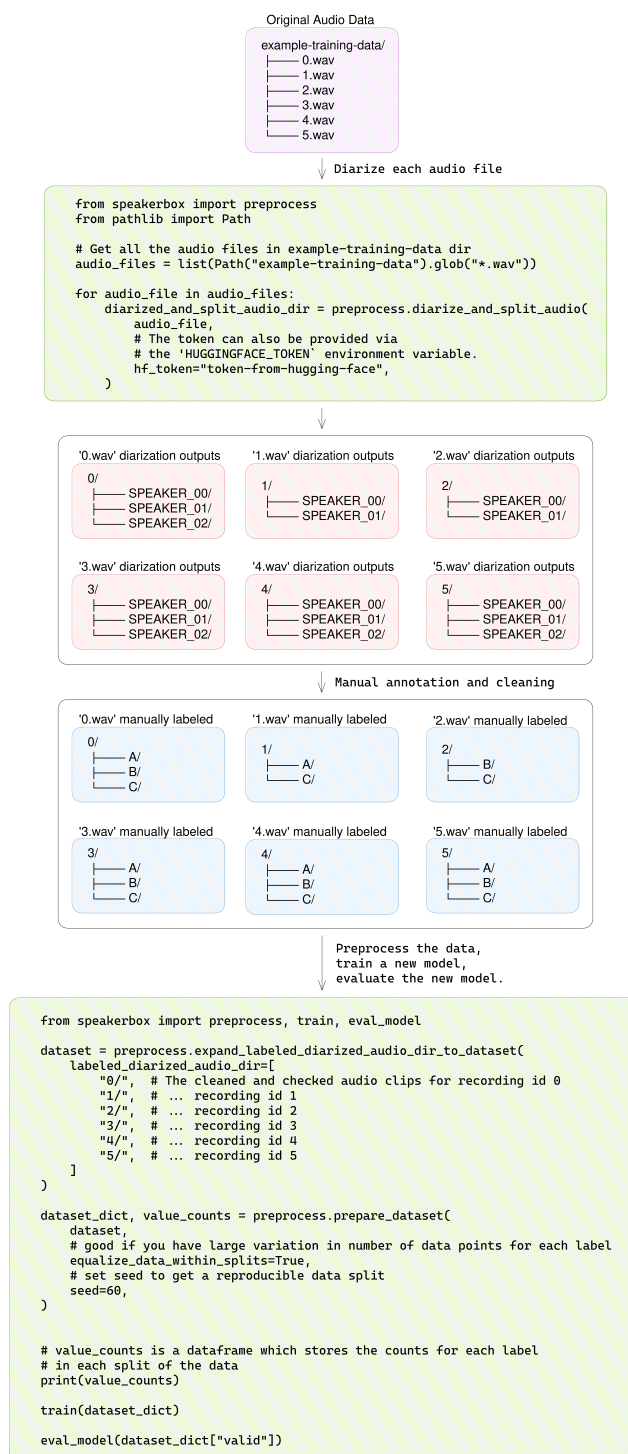 Original Audio Data
example-training-data/
├── 0.wav
├── 1.wav
├── 2.wav
├── 3.wav
├── 4.wav
└── 5.wav
Diarize each audio file
from speakerbox import preprocess
from pathlib import Path
# Get all the audio files in example-training-data dir
audio_files = list(Path("example-training-data").glob("*.wav"))
for audio_file in audio_files:
    diarized_and_split_audio_dir = preprocess.diarize_and_split_audio(
        audio_file,
        # The token can also be provided via
        # the 'HUGGINGFACE_TOKEN` environment variable.
        hf_token="token-from-hugging-face",
    )
'0.wav' diarization outputs
0/
├── SPEAKER_00/
├── SPEAKER_01/
└── SPEAKER_02/
'1.wav' diarization outputs
1/
├── SPEAKER_00/
└── SPEAKER_01/
'2.wav' diarization outputs
2/
├── SPEAKER_00/
└── SPEAKER_01/
'3.wav' diarization outputs
3/
├── SPEAKER_00/
├── SPEAKER_01/
└── SPEAKER_02/
'4.wav' diarization outputs
4/
├── SPEAKER_00/
├── SPEAKER_01/
└── SPEAKER_02/
'5.wav' diarization outputs
5/
├── SPEAKER_00/
├── SPEAKER_01/
└── SPEAKER_02/
Manual annotation and cleaning
'0.wav' manually labeled
0/
├── A/
├── B/
└── C/
'1.wav' manually labeled
1/
├── A/
└── C/
'2.wav' manually labeled
2/
├── B/
└── C/
'3.wav' manually labeled
3/
├── A/
├── B/
└── C/
'4.wav' manually labeled
4/
├── A/
├── B/
└── C/
'5.wav' manually labeled
5/
├── A/
├── B/
└── C/
Preprocess the data,
train a new model,
evaluate the new model.
from speakerbox import preprocess, train, eval_model
dataset = preprocess.expand_labeled_diarized_audio_dir_to_dataset(
    labeled_diarized_audio_dir=[
        "0/",  # The cleaned and checked audio clips for recording id 0
        "1/",  # ... recording id 1
        "2/",  # ... recording id 2
        "3/",  # ... recording id 3
        "4/",  # ... recording id 4
        "5/",  # ... recording id 5
    ]
)
dataset_dict, value_counts = preprocess.prepare_dataset(
    dataset,
    # good if you have large variation in number of data points for each label
    equalize_data_within_splits=True,
    # set seed to get a reproducible data split
    seed=60,
)
# value_counts is a dataframe which stores the counts for each label
# in each split of the data
print(value_counts)
train(dataset_dict)
eval_model(dataset_dict["valid"])